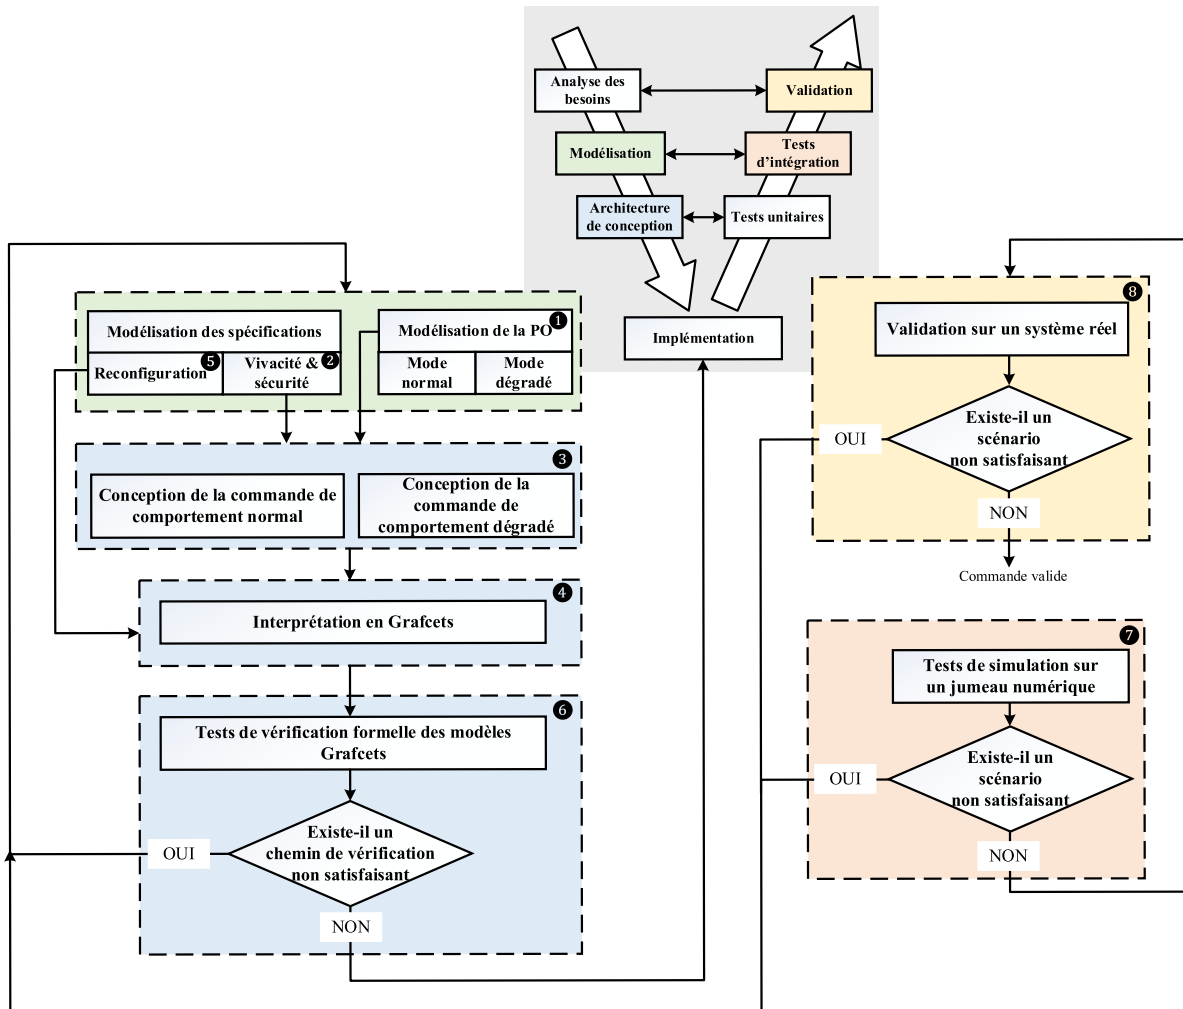 Analyse des
besoins
Validation
Modélisation
Tests
d'intégration
Architecture
de conception
Tests unitaires
Implémentation
Modélisation des spécifications
Reconfiguration
5
Vivacité &
sécurité
2
Modélisation de la PO
1
Mode
normal
Mode
dégradé
3
Conception de la commande de
comportement normal
Conception de la
commande de
comportement dégradé
4
Interprétation en Grafcets
6
Tests de vérification formelle des modèles
Grafcets
Existe-il un
chemin de vérification
non satisfaisant
OUI
NON
8
Validation sur un système réel
Existe-il un
scénario
non satisfaisant
OUI
NON
Commande valide
7
Tests de simulation sur
un jumeau numérique
Existe-il un
scénario
non satisfaisant
OUI
NON